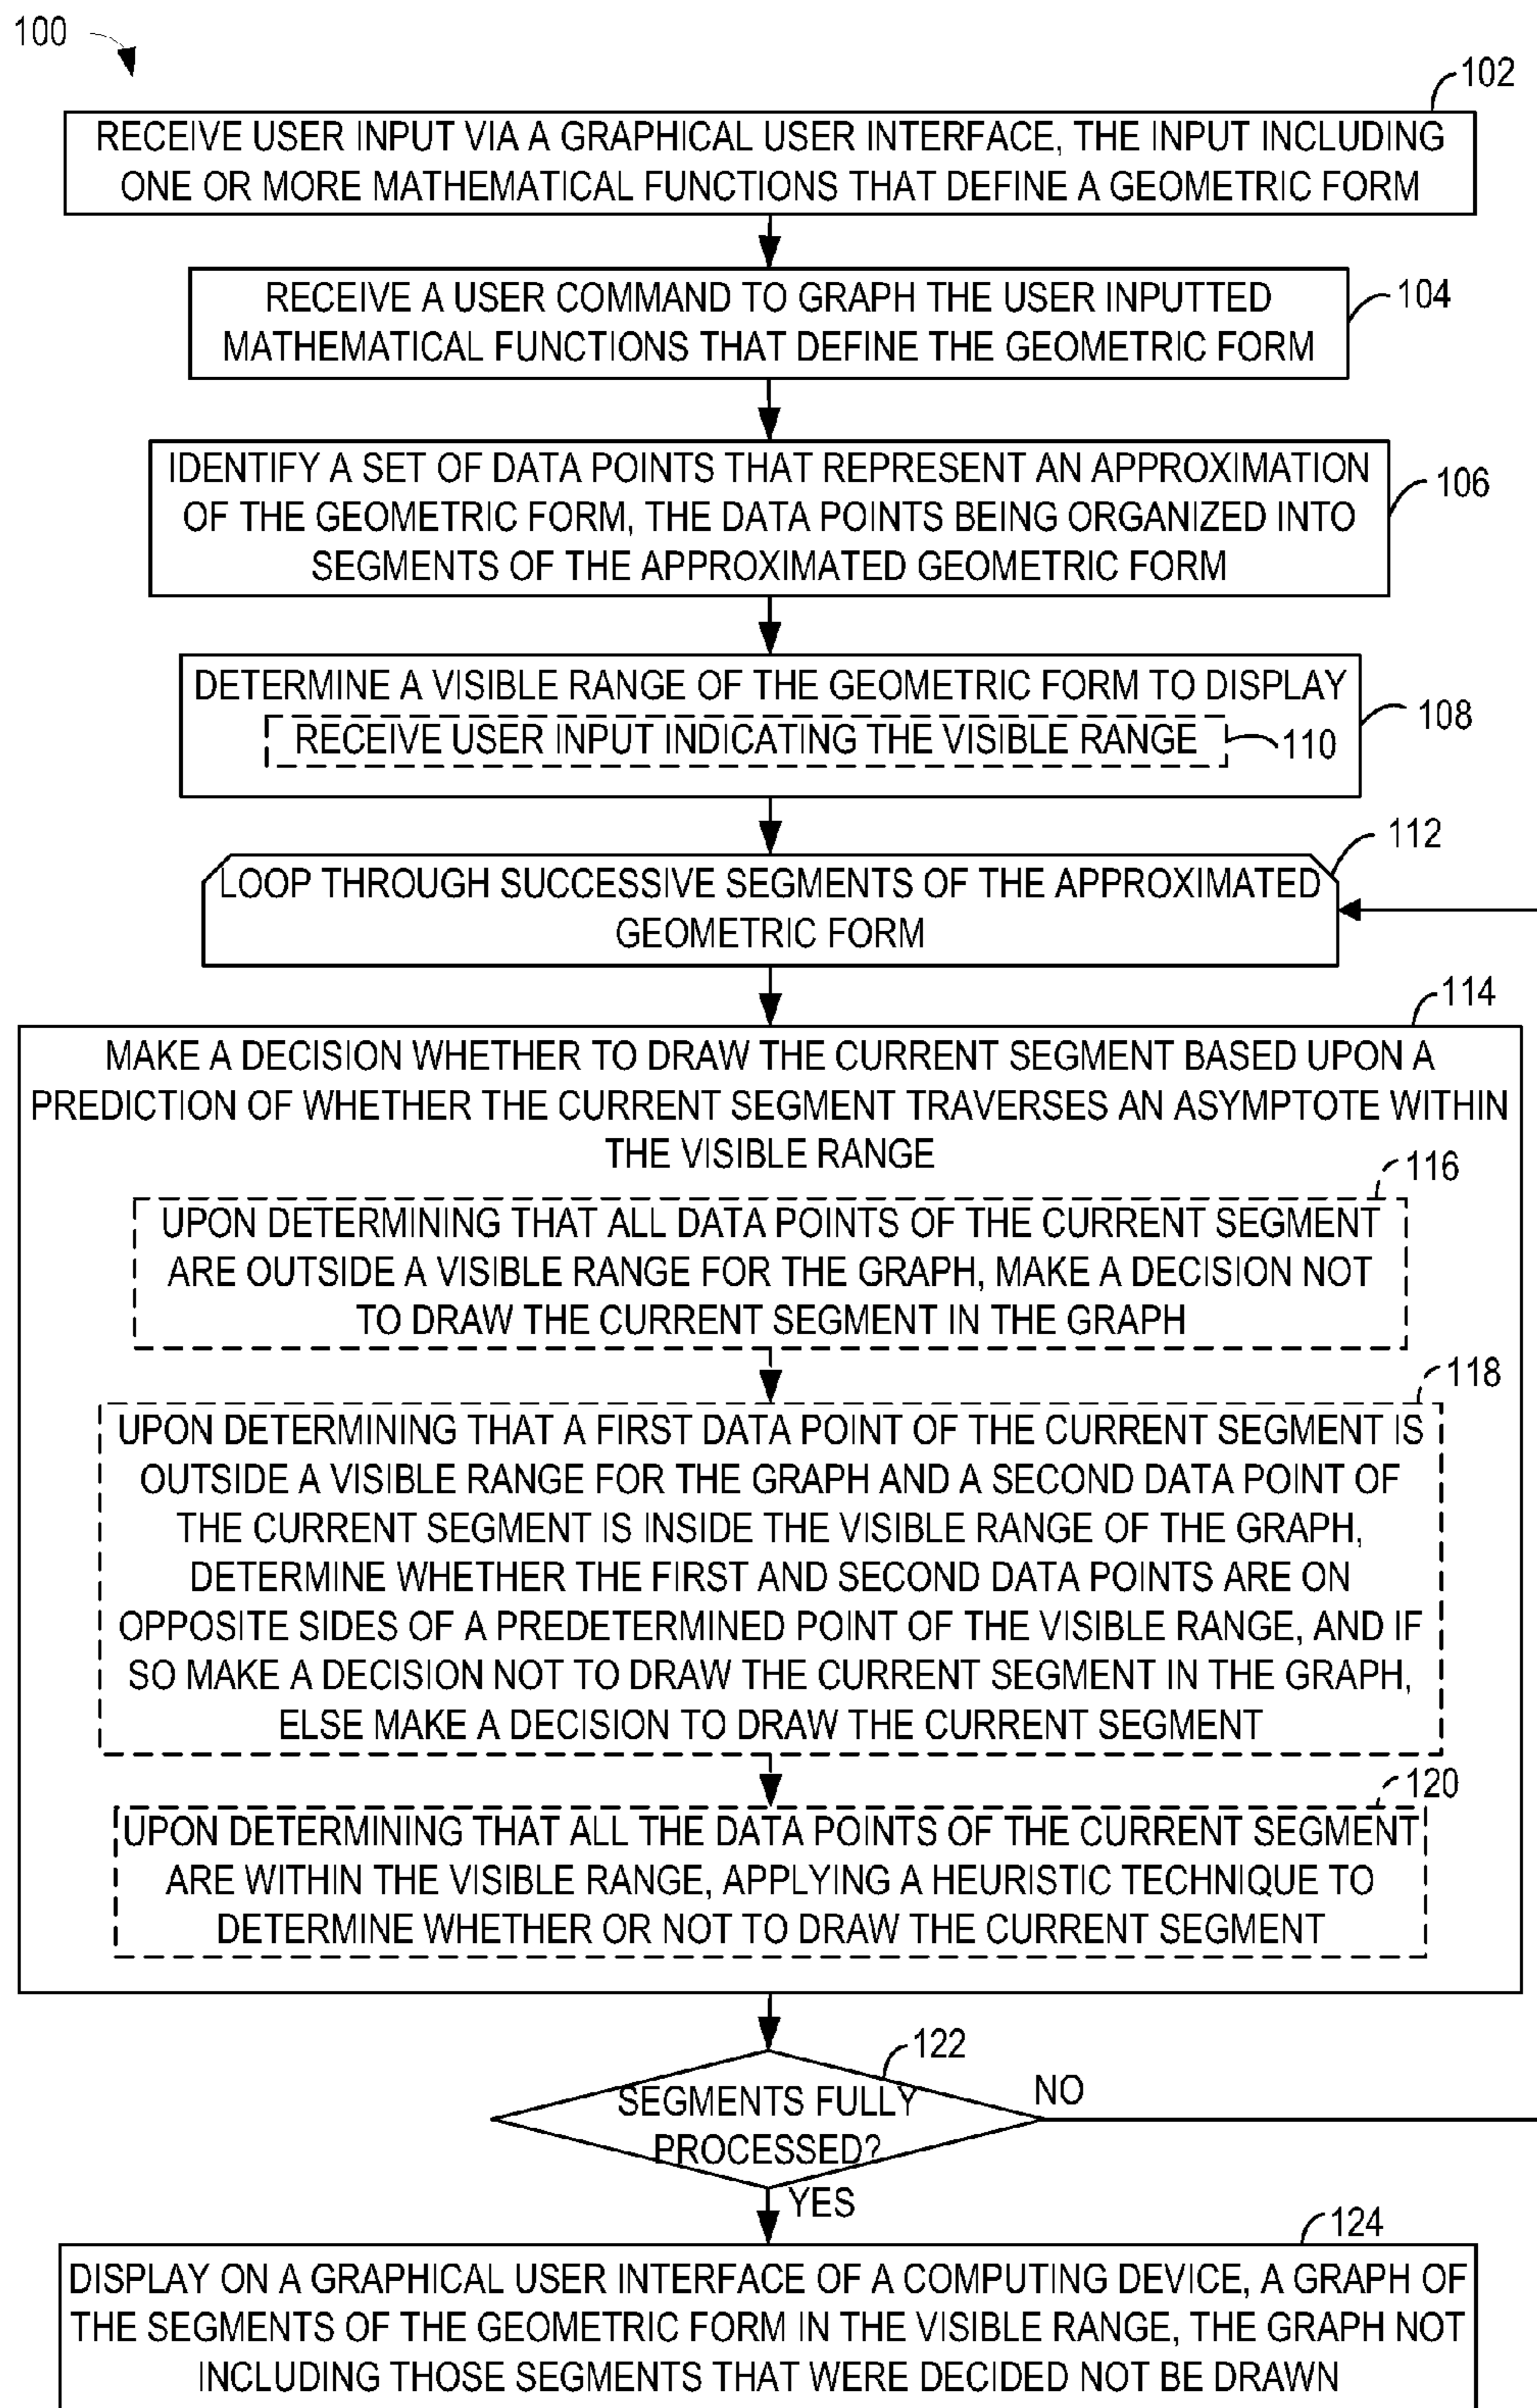 100
102
RECEIVE USER INPUT VIA A GRAPHICAL USER INTERFACE, THE INPUT INCLUDING
ONE OR MORE MATHEMATICAL FUNCTIONS THAT DEFINE A GEOMETRIC FORM
RECEIVE A USER COMMAND TO GRAPH THE USER INPUTTED
MATHEMATICAL FUNCTIONS THAT DEFINE THE GEOMETRIC FORM
104
IDENTIFY A SET OF DATA POINTS THAT REPRESENT AN APPROXIMATION
OF THE GEOMETRIC FORM, THE DATA POINTS BEING ORGANIZED INTO
SEGMENTS OF THE APPROXIMATED GEOMETRIC FORM
106
DETERMINE A VISIBLE RANGE OF THE GEOMETRIC FORM TO DISPLAY
108
RECEIVE USER INPUT INDICATING THE VISIBLE RANGE
110
112
LOOP THROUGH SUCCESSIVE SEGMENTS OF THE APPROXIMATED
GEOMETRIC FORM
114
MAKE A DECISION WHETHER TO DRAW THE CURRENT SEGMENT BASED UPON A
PREDICTION OF WHETHER THE CURRENT SEGMENT TRAVERSES AN ASYMPTOTE WITHIN
THE VISIBLE RANGE
116
UPON DETERMINING THAT ALL DATA POINTS OF THE CURRENT SEGMENT
ARE OUTSIDE A VISIBLE RANGE FOR THE GRAPH, MAKE A DECISION NOT
TO DRAW THE CURRENT SEGMENT IN THE GRAPH
118
UPON DETERMINING THAT A FIRST DATA POINT OF THE CURRENT SEGMENT IS
OUTSIDE A VISIBLE RANGE FOR THE GRAPH AND A SECOND DATA POINT OF
THE CURRENT SEGMENT IS INSIDE THE VISIBLE RANGE OF THE GRAPH,
DETERMINE WHETHER THE FIRST AND SECOND DATA POINTS ARE ON
OPPOSITE SIDES OF A PREDETERMINED POINT OF THE VISIBLE RANGE, AND IF
SO MAKE A DECISION NOT TO DRAW THE CURRENT SEGMENT IN THE GRAPH,
ELSE MAKE A DECISION TO DRAW THE CURRENT SEGMENT
120
UPON DETERMINING THAT ALL THE DATA POINTS OF THE CURRENT SEGMENT
ARE WITHIN THE VISIBLE RANGE, APPLYING A HEURISTIC TECHNIQUE TO
DETERMINE WHETHER OR NOT TO DRAW THE CURRENT SEGMENT
122
SEGMENTS FULLY
PROCESSED?
NO
YES
124
DISPLAY ON A GRAPHICAL USER INTERFACE OF A COMPUTING DEVICE, A GRAPH OF
THE SEGMENTS OF THE GEOMETRIC FORM IN THE VISIBLE RANGE, THE GRAPH NOT
INCLUDING THOSE SEGMENTS THAT WERE DECIDED NOT BE DRAWN